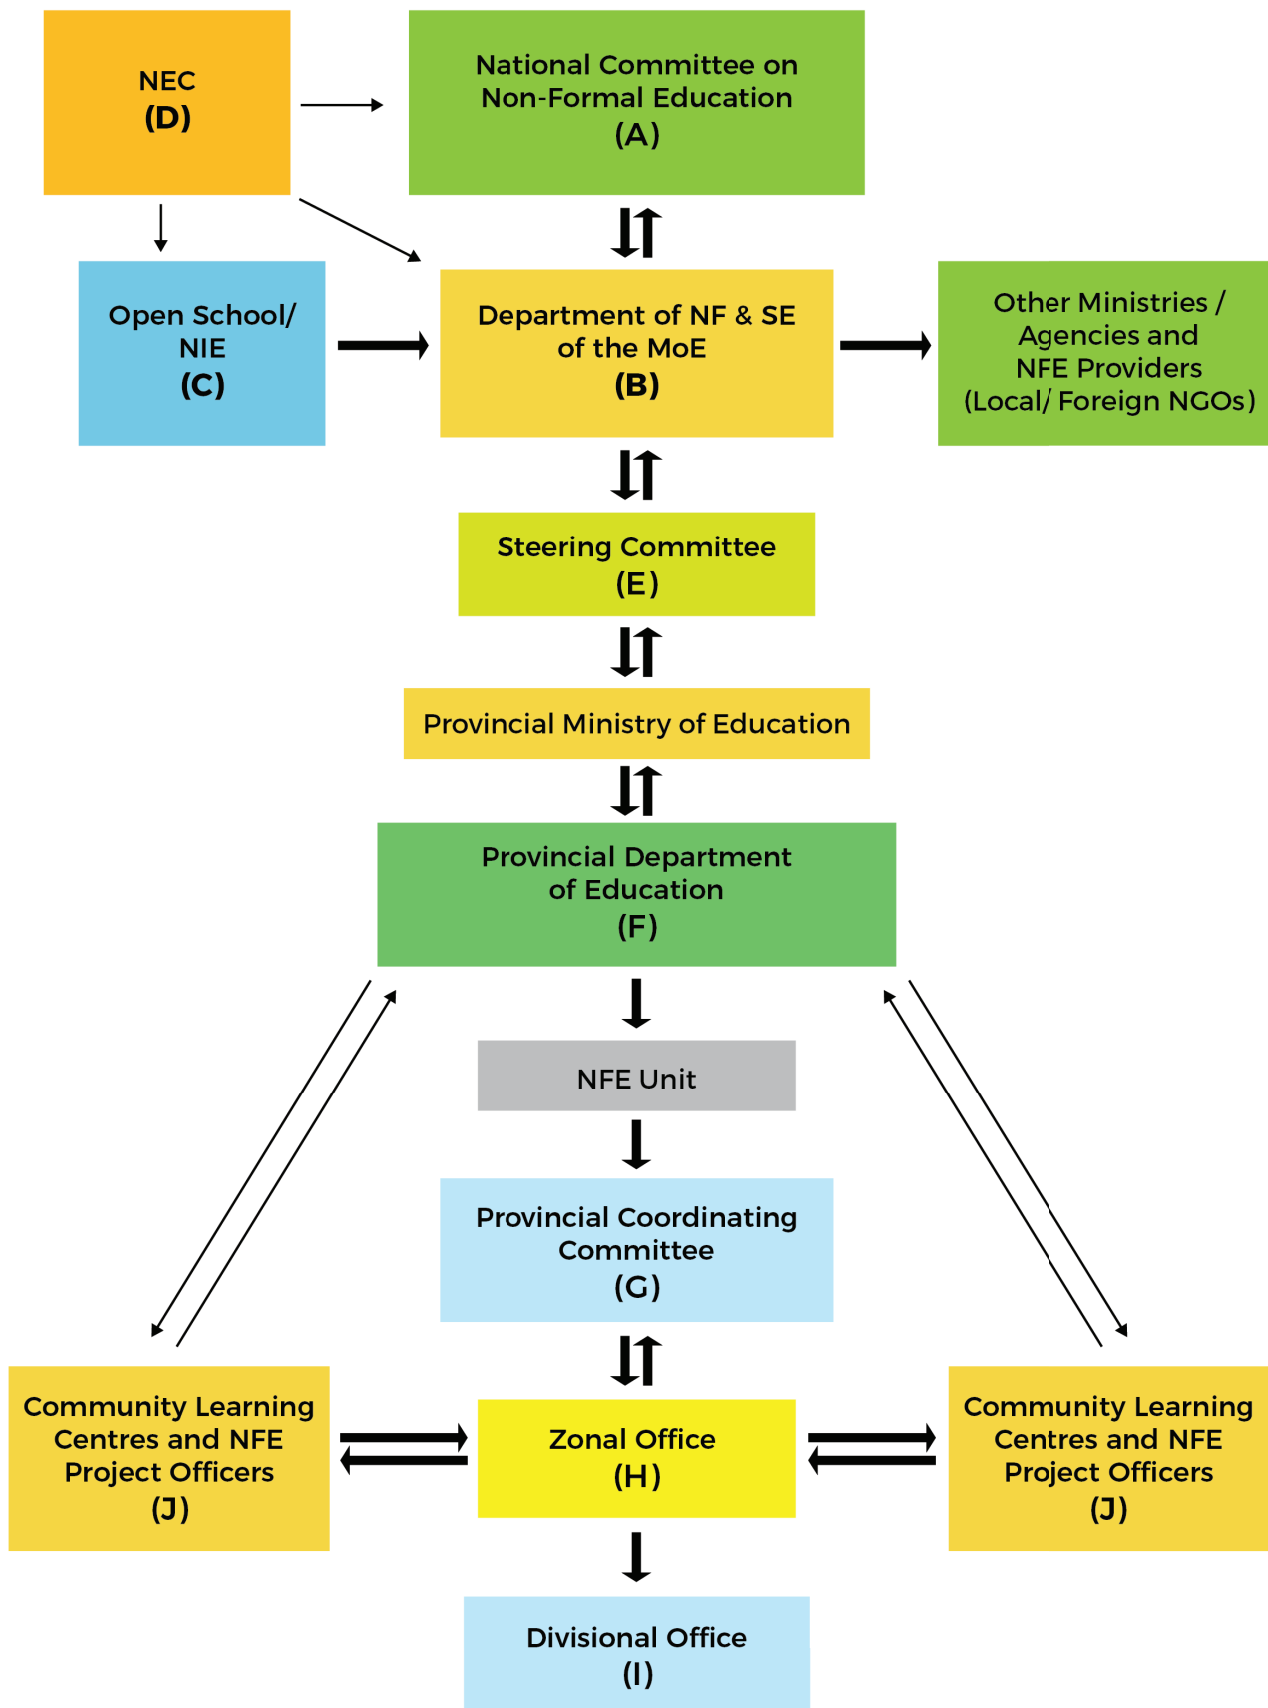 NEC
(D)
National Committee on
Non-Formal Education
(A)
Open School/
NIE
(C)
Department of NF & SE
of the MoE
(B)
Other Ministries /
Agencies and
NFE Providers
(Local/ Foreign NGOs)
Steering Committee
(E)
Provincial Ministry of Education
Provincial Department
of Education
(F)
NFE Unit
Provincial Coordinating
Committee
(G)
Community Learning
Centres and NFE
Project Officers
(J)
Zonal Office
(H)
Community Learning
Centres and NFE
Project Officers
(J)
Divisional Office
(I)